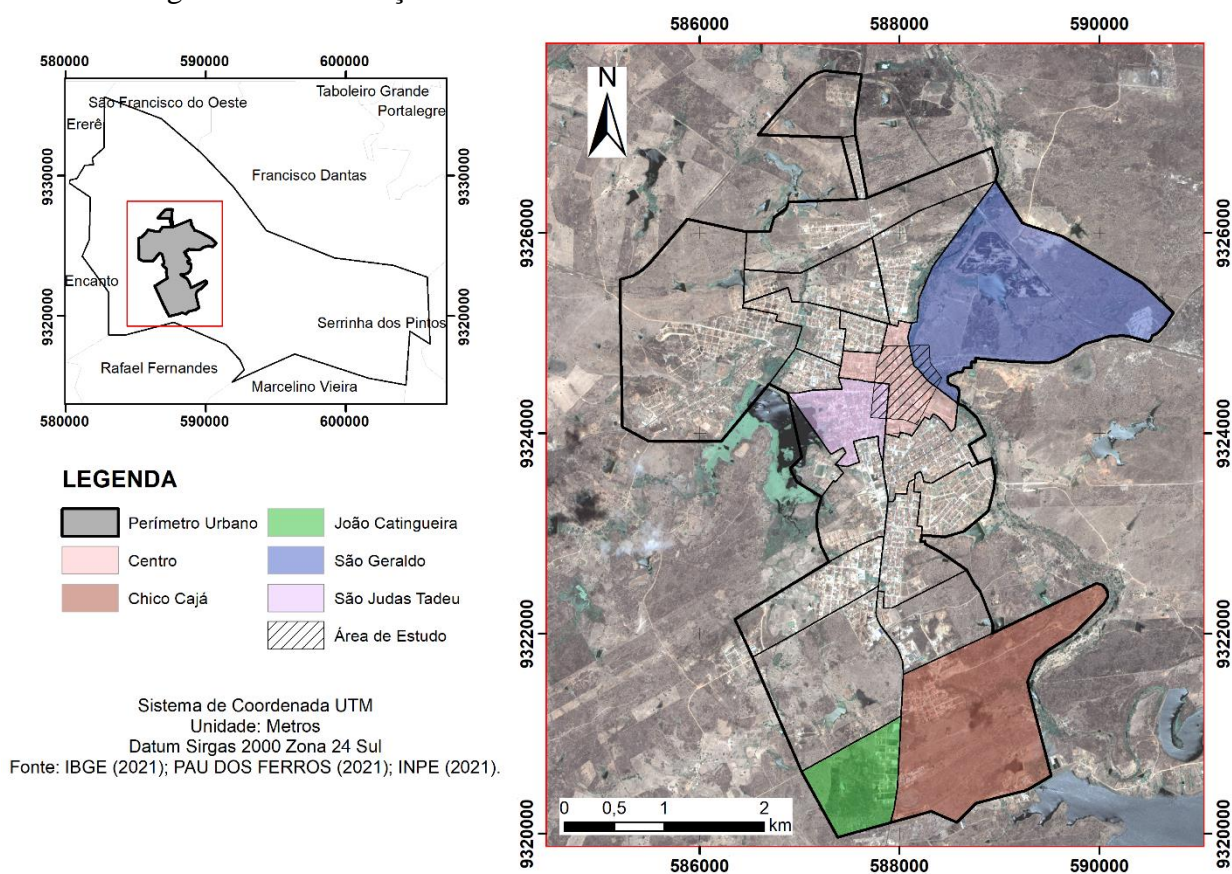 580000 590000 600000
São Francisco do Oeste
Taboleiro Grande
Portalegre
Ererê
Francisco Dantas
9330000
9330000
Encanto
9320000
9320000
Serrinha dos Pintos
Rafael Fernandes
Marcelino Vieira
580000 590000 600000
LEGENDA
Perímetro Urbano
Centro
Chico Cajá
João Catingueira
São Geraldo
São Judas Tadeu
Área de Estudo
Sistema de Coordenada UTM
Unidade: Metros
Datum Sirgas 2000 Zona 24 Sul
Fonte: IBGE (2021); PAU DOS FERROS (2021); INPE (2021).
586000 588000 590000
N
9326000
9326000
9324000
9324000
9322000
9322000
9320000
9320000
0 0,5 1 2
km
586000 588000 590000